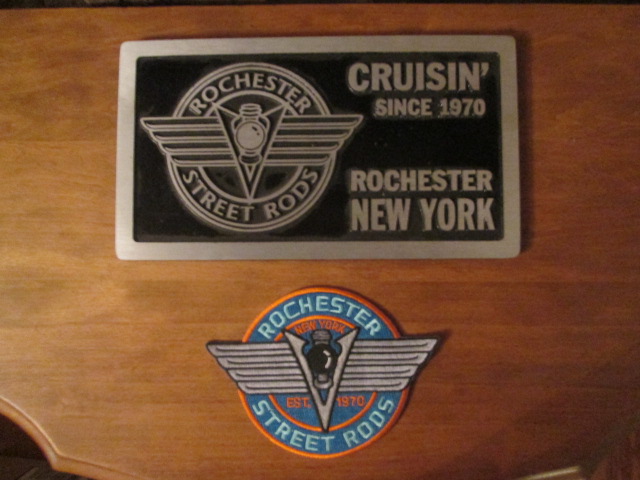 ROCHESTER
STREET RODS
CRUISIN'
SINCE 1970
ROCHESTER
NEW YORK
ROCHESTER
NEW YORK
EST. 1970
STREET RODS